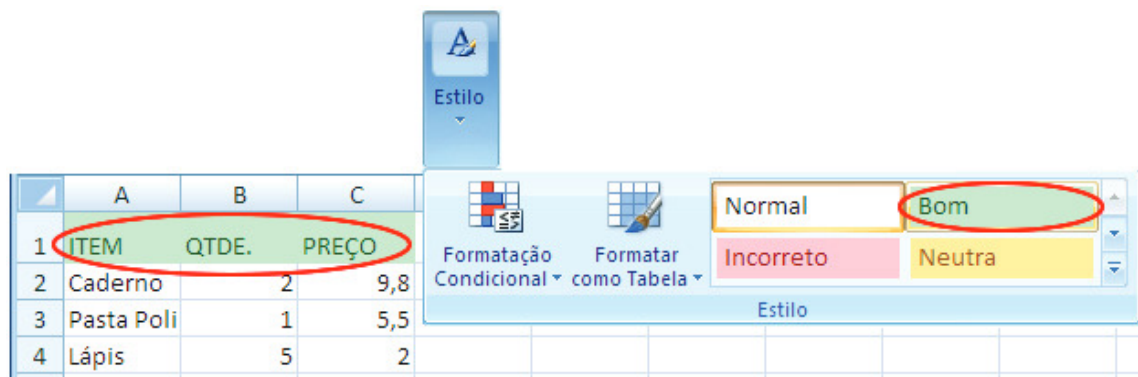 Estilo
A B C
1 ITEM QTDE. PREÇO
2 Caderno 2 9,8
3 Pasta Poli 1 5,5
4 Lápis 5 2
Formatação Condicional
Formatar como Tabela
Normal Bom
Incorreto Neutra
Estilo